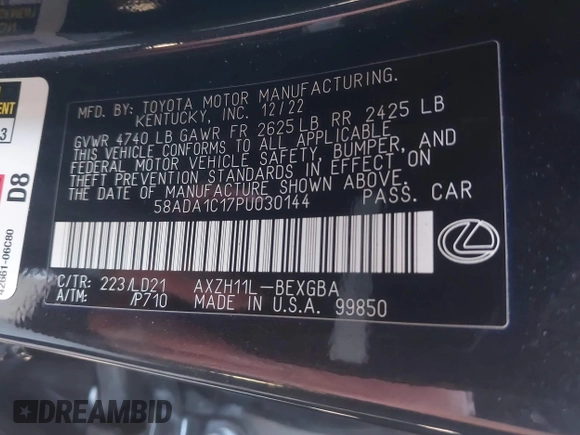 MFD. BY: TOYOTA MOTOR MANUFACTURING.
KENTUCKY, INC. 12/22
GVWR 4740 LB GAWR FR 2625 LB RR 2425 LB
THIS VEHICLE CONFORMS TO ALL APPLICABLE
FEDERAL MOTOR VEHICLE SAFETY, BUMPER, AND
THEFT PREVENTION STANDARDS IN EFFECT ON
THE DATE OF MANUFACTURE SHOWN ABOVE.
58ADA1C17PU030144 PASS. CAR
C/TR: 223/LD21 AXZH11L-BEXGBA
A/TM: /P710 MADE IN U.S.A. 99850
D8
42661-06C80
DREAMBID